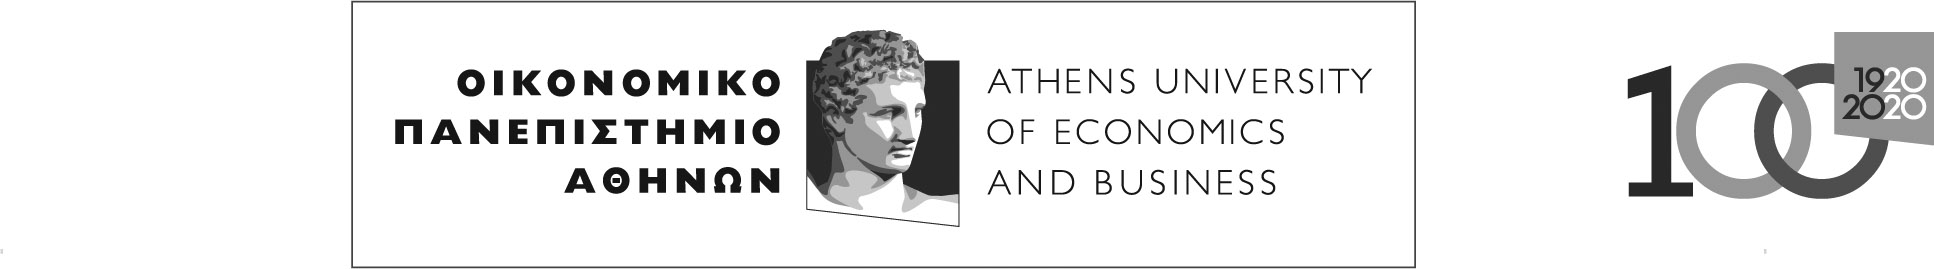 ΟΙΚΟΝΟΜΙΚΟ
ΠΑΝΕΠΙΣΤΗΜΙΟ
ΑΘΗΝΩΝ
ATHENS UNIVERSITY
OF ECONOMICS
AND BUSINESS
100
1920
2020